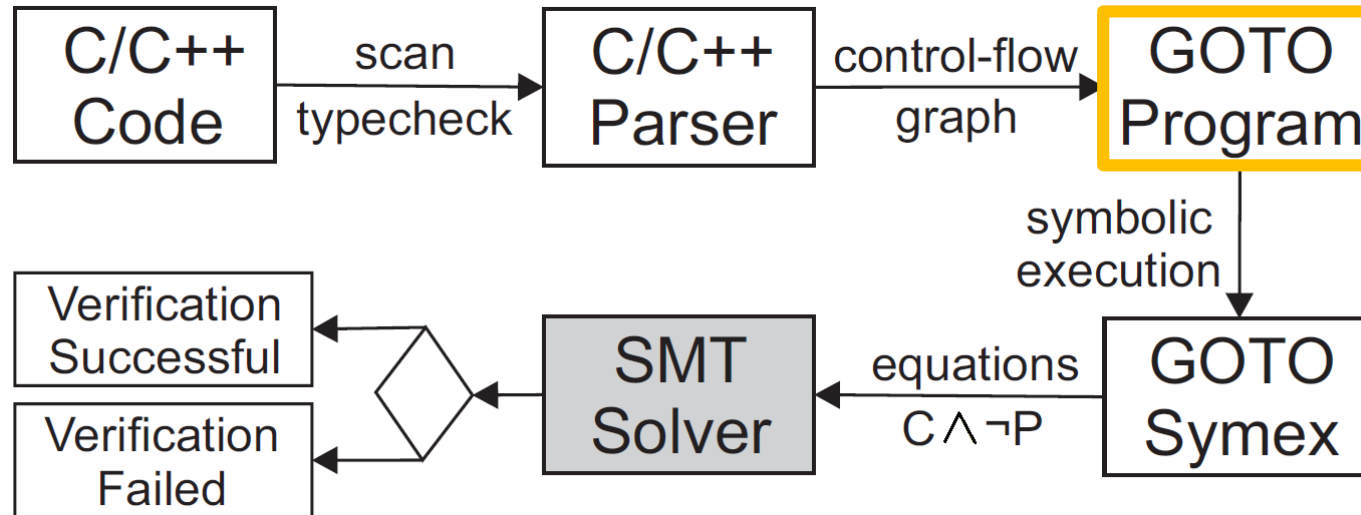 C/C++
Code
scan
typecheck
C/C++
Parser
control-flow
graph
GOTO
Program
symbolic
execution
GOTO
Symex
equations
C ∧ ¬P
SMT
Solver
Verification
Successful
Verification
Failed